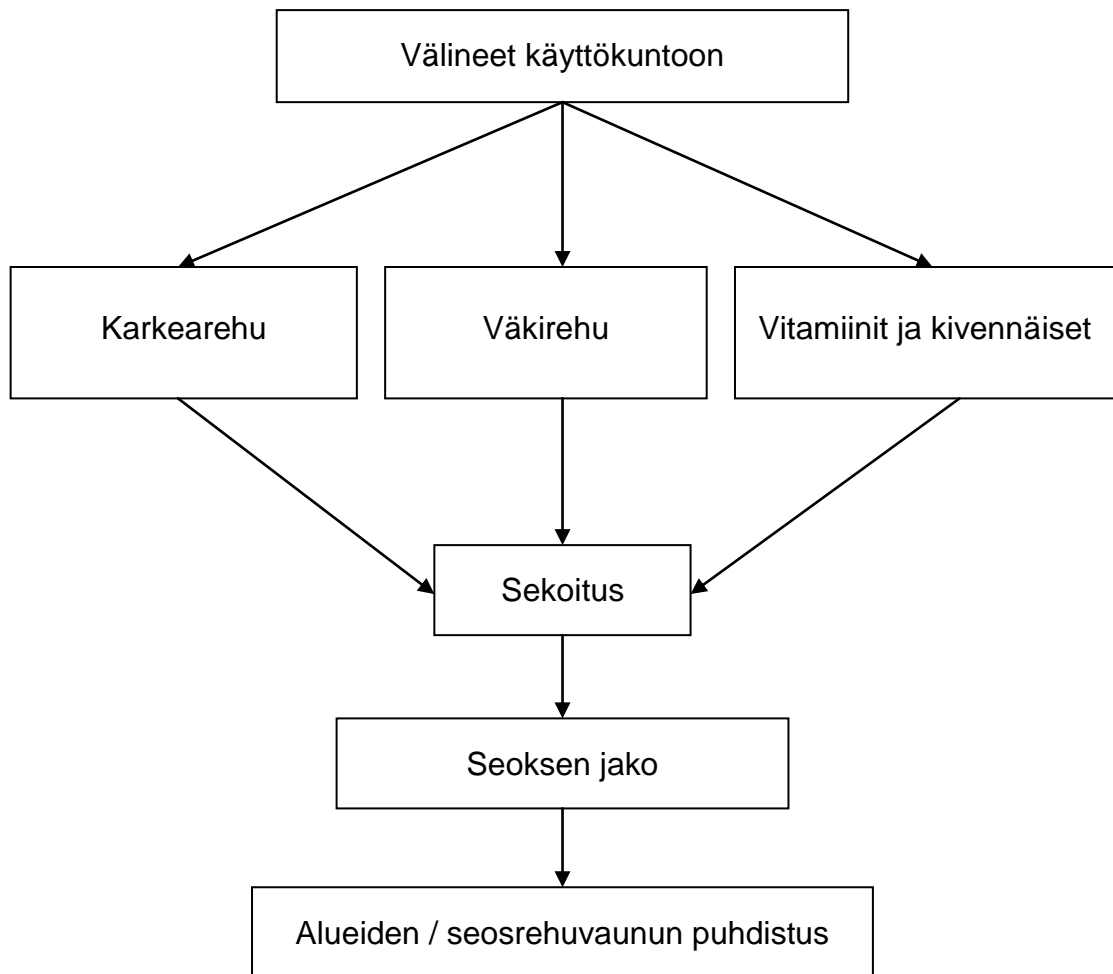 Välineet käyttökuntoon
Karkearehu
Väkirehu
Vitamiinit ja kivennäiset
Sekoitus
Seoksen jako
Alueiden / seosrehuvaunun puhdistus